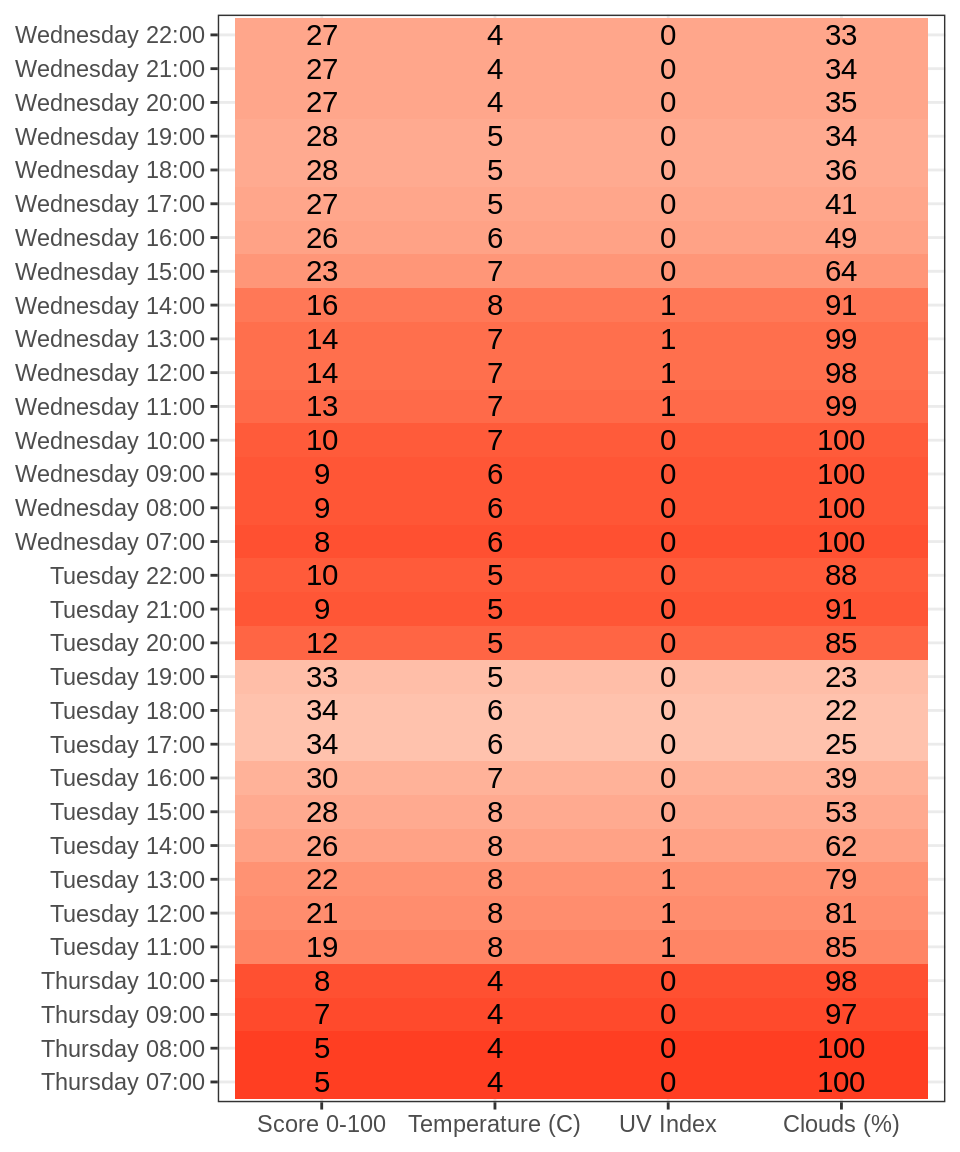 Wednesday 22:00 27 4 0 33
Wednesday 21:00 27 4 0 34
Wednesday 20:00 27 4 0 35
Wednesday 19:00 28 5 0 34
Wednesday 18:00 28 5 0 36
Wednesday 17:00 27 5 0 41
Wednesday 16:00 26 6 0 49
Wednesday 15:00 23 7 0 64
Wednesday 14:00 16 8 1 91
Wednesday 13:00 14 7 1 99
Wednesday 12:00 14 7 1 98
Wednesday 11:00 13 7 1 99
Wednesday 10:00 10 7 0 100
Wednesday 09:00 9 6 0 100
Wednesday 08:00 9 6 0 100
Wednesday 07:00 8 6 0 100
Tuesday 22:00 10 5 0 88
Tuesday 21:00 9 5 0 91
Tuesday 20:00 12 5 0 85
Tuesday 19:00 33 5 0 23
Tuesday 18:00 34 6 0 22
Tuesday 17:00 34 6 0 25
Tuesday 16:00 30 7 0 39
Tuesday 15:00 28 8 0 53
Tuesday 14:00 26 8 1 62
Tuesday 13:00 22 8 1 79
Tuesday 12:00 21 8 1 81
Tuesday 11:00 19 8 1 85
Thursday 10:00 8 4 0 98
Thursday 09:00 7 4 0 97
Thursday 08:00 5 4 0 100
Thursday 07:00 5 4 0 100
Score 0-100 Temperature (C) UV Index Clouds (%)